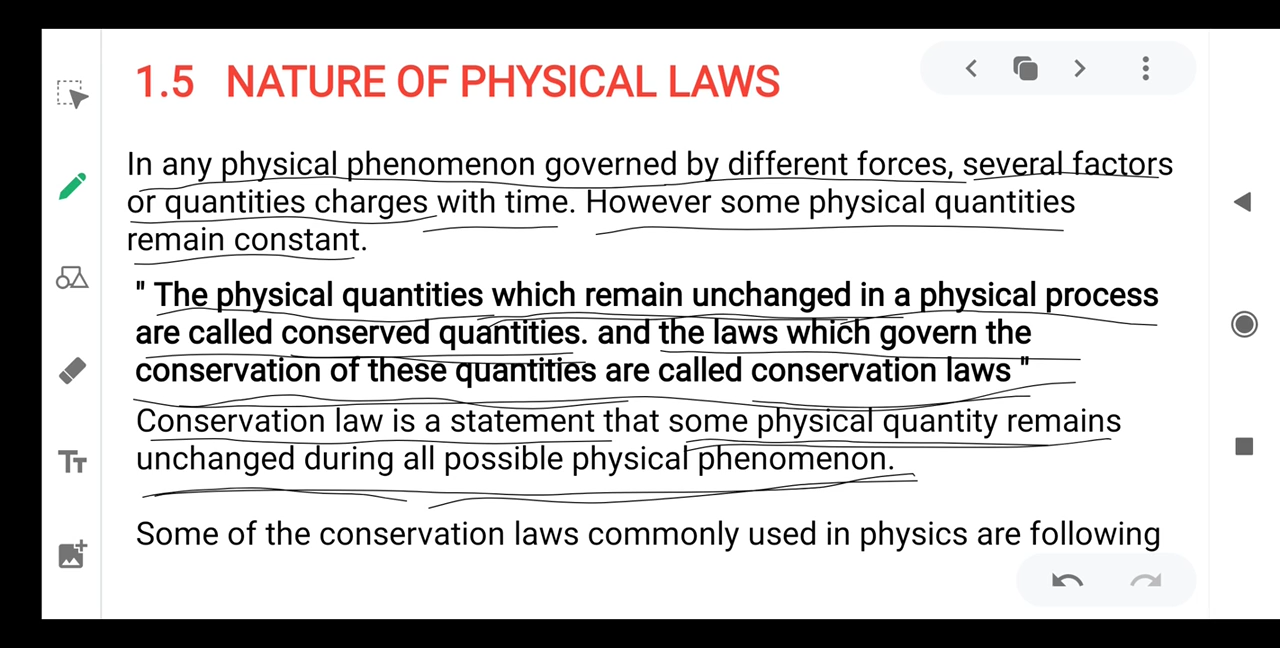 1.5 NATURE OF PHYSICAL LAWS
In any physical phenomenon governed by different forces, several factors
or quantities charges with time. However some physical quantities
remain constant.
" The physical quantities which remain unchanged in a physical process
are called conserved quantities. and the laws which govern the
conservation of these quantities are called conservation laws "
Conservation law is a statement that some physical quantity remains
unchanged during all possible physical phenomenon.
Some of the conservation laws commonly used in physics are following
TT